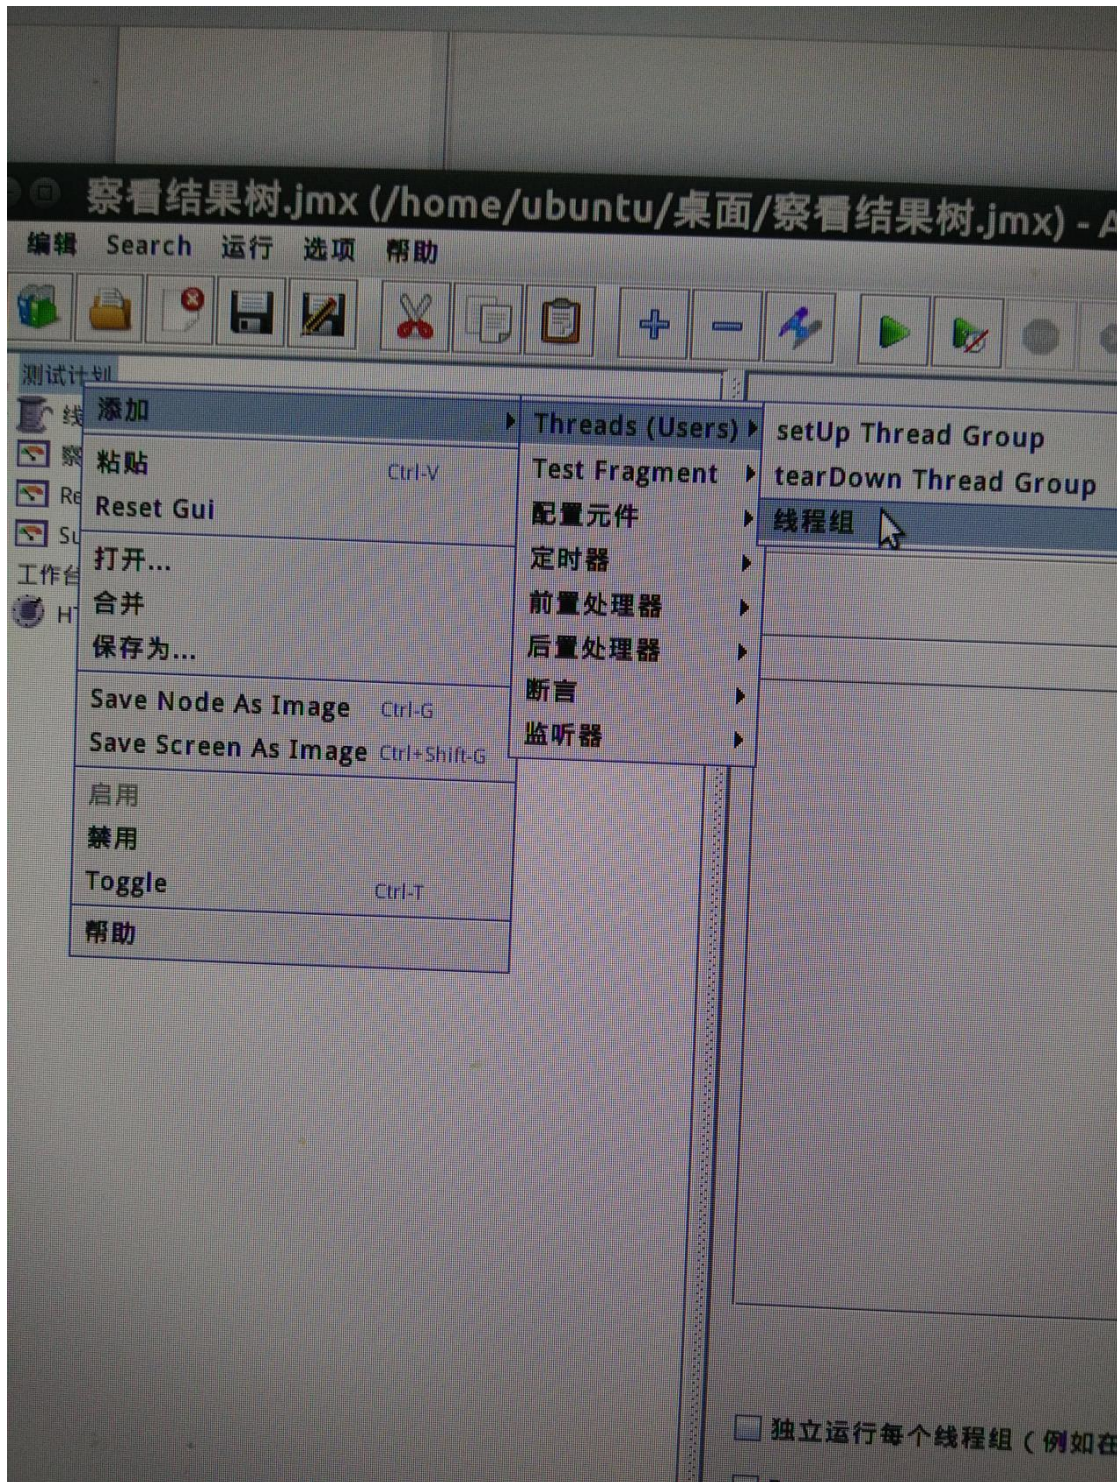 察看结果树.jmx (/home/ubuntu/桌面/察看结果树.jmx) - A
编辑 Search 运行 选项 帮助
测试计划
线
察
Re
Su
工作台
HT
添加
粘贴 Ctrl-V
Reset Gui
打开...
合并
保存为...
Save Node As Image Ctrl-G
Save Screen As Image Ctrl+Shift-G
启用
禁用
Toggle Ctrl-T
帮助
Threads (Users)
Test Fragment
配置元件
定时器
前置处理器
后置处理器
断言
监听器
setUp Thread Group
tearDown Thread Group
线程组
独立运行每个线程组（例如在